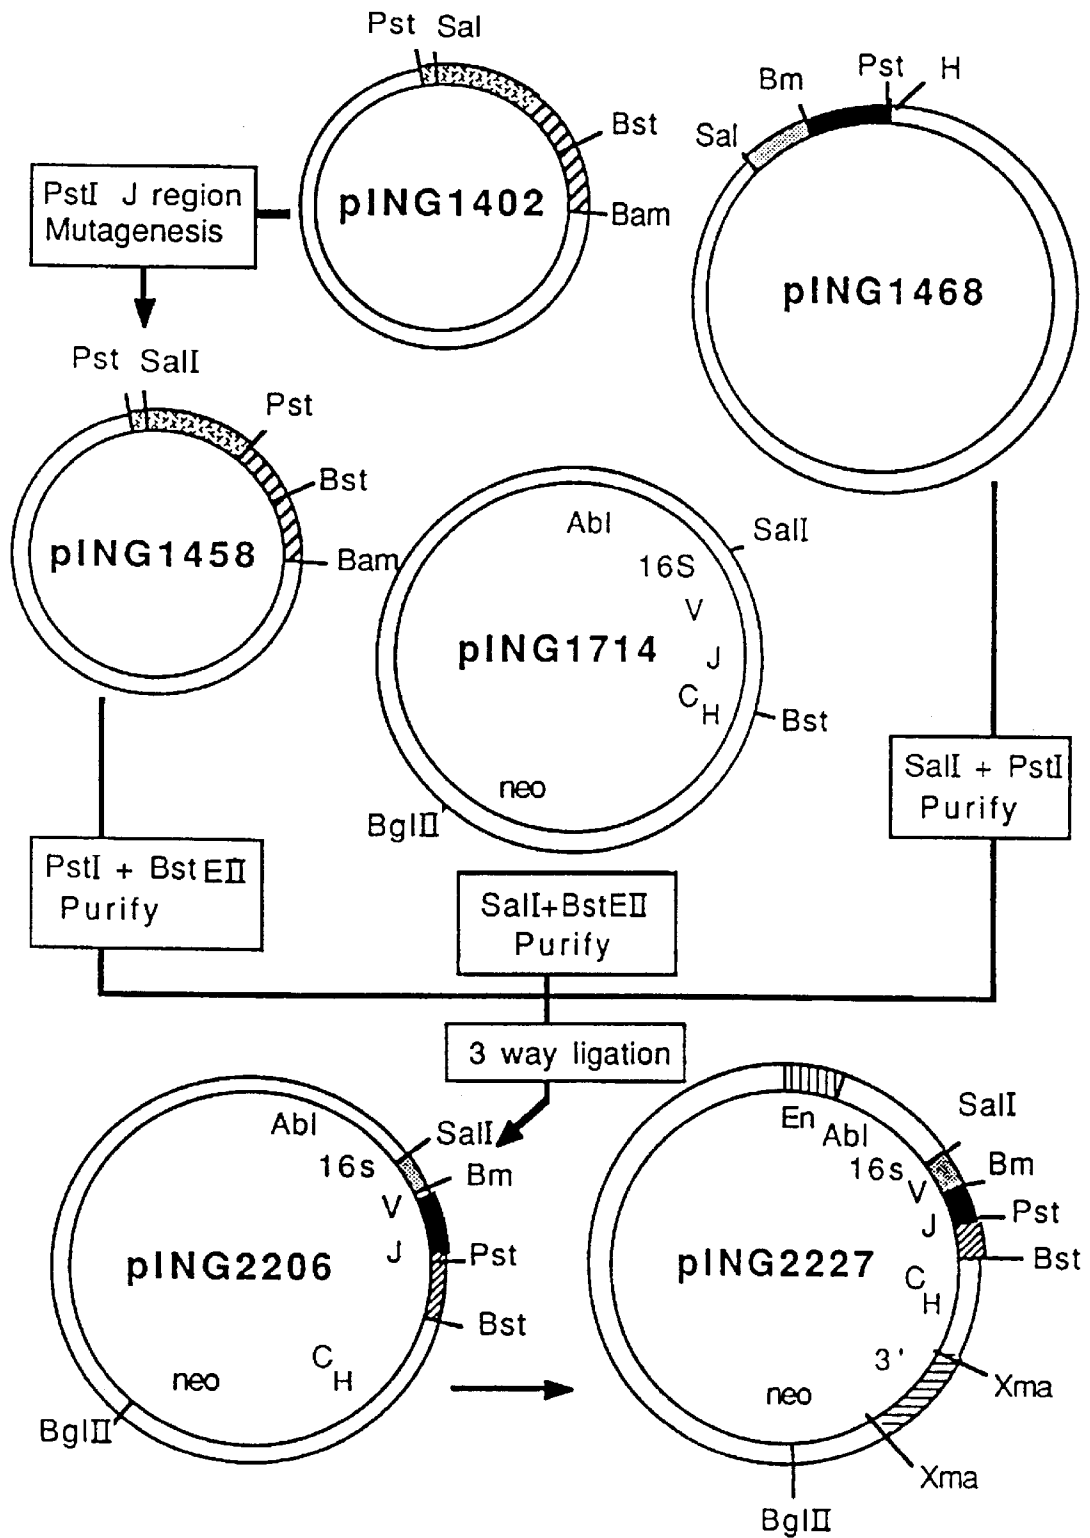 Pst Sal
Bst
Bam
pING1402
Bm
Pst
H
Sal
pING1468
PstI J region
Mutagenesis
Pst SalI
Pst
Bst
Bam
pING1458
Abl
SalI
16S
V
J
C H
pING1714
Bst
neo
BglII
SalI + PstI
Purify
PstI + BstEII
Purify
SalI+BstEII
Purify
3 way ligation
Abl
SalI
16s
Bm
V
J
Pst
pING2206
Bst
C H
neo
BglII
En
Abl
SalI
16s
Bm
V
J
Pst
pING2227
Bst
C H
3'
Xma
neo
Xma
BglII